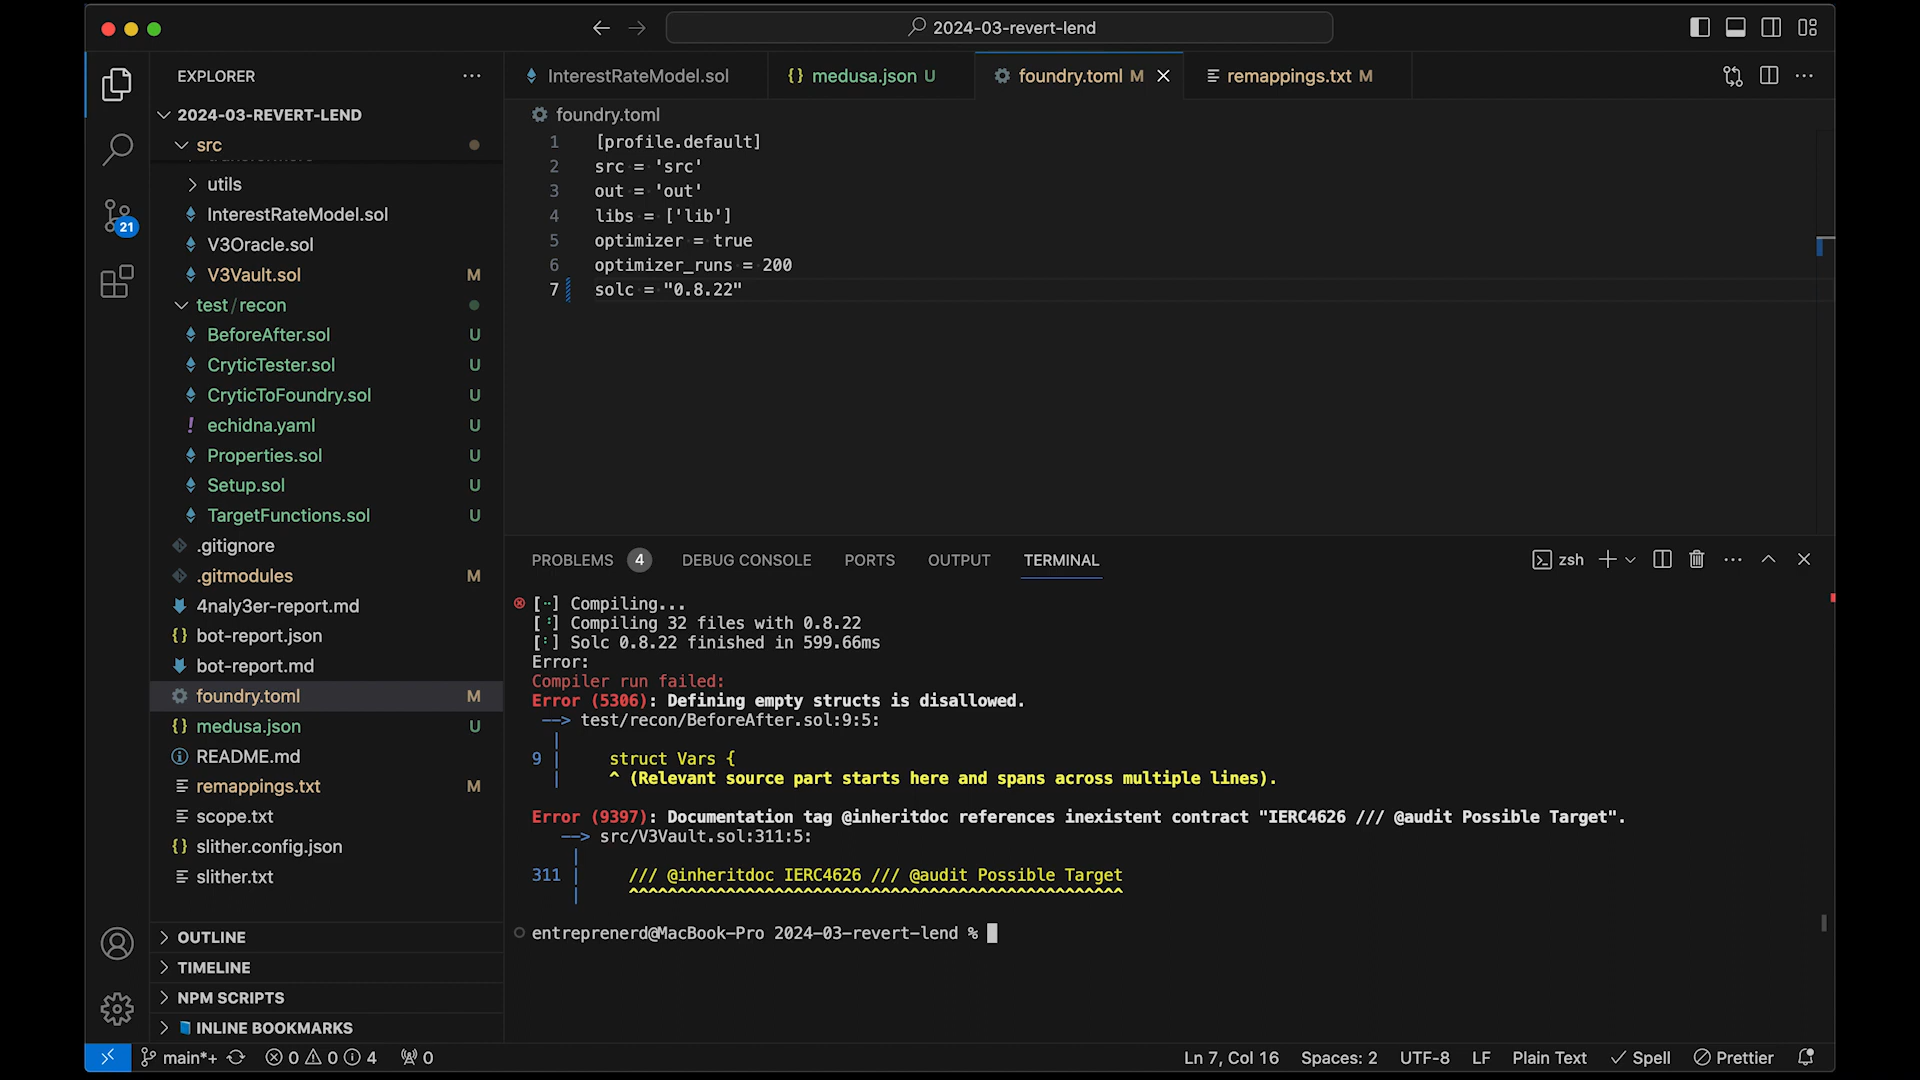 2024-03-revert-lend
EXPLORER
2024-03-REVERT-LEND
src
utils
InterestRateModel.sol
V3Oracle.sol
V3Vault.sol M
test/recon
BeforeAfter.sol U
CryticTester.sol U
CryticToFoundry.sol U
echidna.yaml U
Properties.sol U
Setup.sol U
TargetFunctions.sol U
.gitignore
.gitmodules M
4naly3er-report.md
bot-report.json
bot-report.md
foundry.toml M
medusa.json U
README.md
remappings.txt M
scope.txt
slither.config.json
slither.txt
OUTLINE
TIMELINE
NPM SCRIPTS
INLINE BOOKMARKS
21
InterestRateModel.sol
{} medusa.json U
foundry.toml M
remappings.txt M
foundry.toml
1 [profile.default]
2 src = 'src'
3 out = 'out'
4 libs = ['lib']
5 optimizer = true
6 optimizer_runs = 200
7 solc = "0.8.22"
PROBLEMS 4 DEBUG CONSOLE PORTS OUTPUT TERMINAL
zsh
Compiling...
Compiling 32 files with 0.8.22
Solc 0.8.22 finished in 599.66ms
Error:
Compiler run failed:
Error (5306): Defining empty structs is disallowed.
--> test/recon/BeforeAfter.sol:9:5:
|
9 | struct Vars {
| ^ (Relevant source part starts here and spans across multiple lines).
Error (9397): Documentation tag @inheritdoc references inexistent contract "IERC4626 /// @audit Possible Target".
--> src/V3Vault.sol:311:5:
|
311 | /// @inheritdoc IERC4626 /// @audit Possible Target
| ^^^^^^^^^^^^^^^^^^^^^^^^^^^^^^^^^^^^^^^^^^^^^^^^^^^
entreprenerd@MacBook-Pro 2024-03-revert-lend %
main*+ 0 0 4 0
Ln 7, Col 16 Spaces: 2 UTF-8 LF Plain Text Spell Prettier